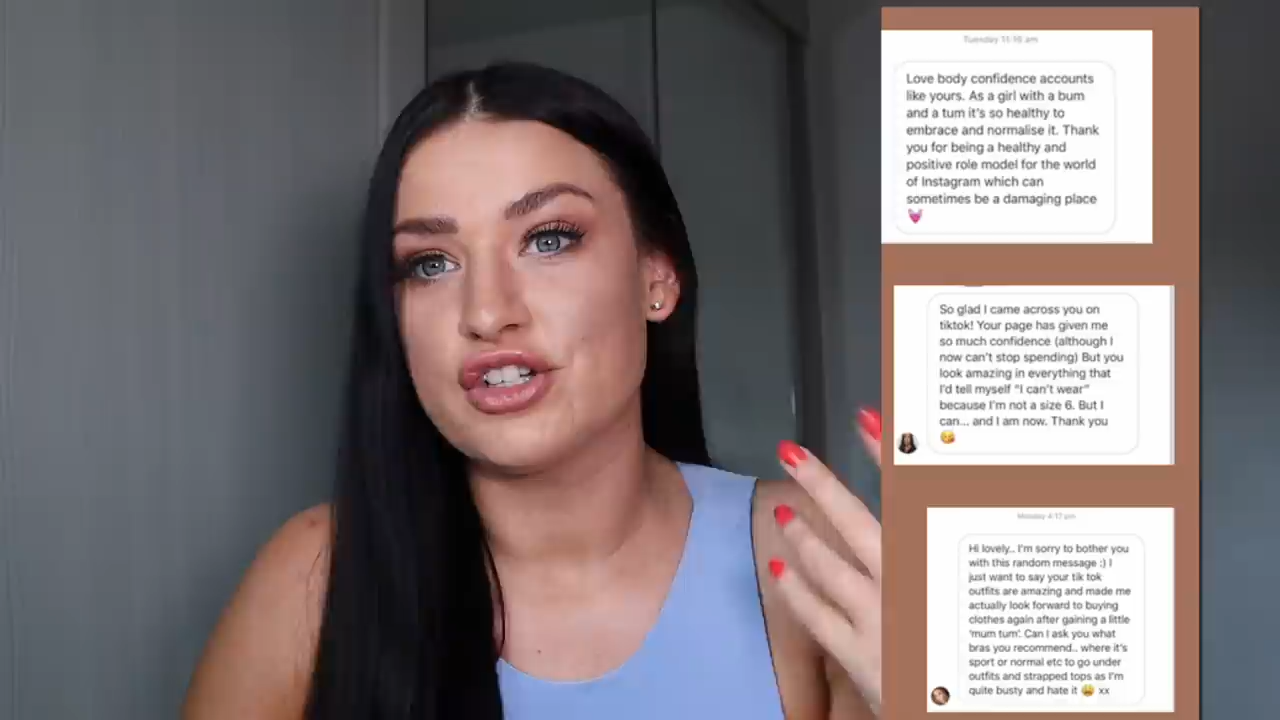 Tuesday 11:16 am
Love body confidence accounts
like yours. As a girl with a bum
and a tum it's so healthy to
embrace and normalise it. Thank
you for being a healthy and
positive role model for the world
of Instagram which can
sometimes be a damaging place
💓
So glad I came across you on
tiktok! Your page has given me
so much confidence (although I
now can't stop spending) But you
look amazing in everything that
I'd tell myself "I can't wear"
because I'm not a size 6. But I
can... and I am now. Thank you
😘
Monday 4:17 pm
Hi lovely.. I'm sorry to bother you
with this random message :) I
just want to say your tik tok
outfits are amazing and made me
actually look forward to buying
clothes again after gaining a little
'mum tum'. Can I ask you what
bras you recommend.. where it's
sport or normal etc to go under
outfits and strapped tops as I'm
quite busty and hate it 😩 xx